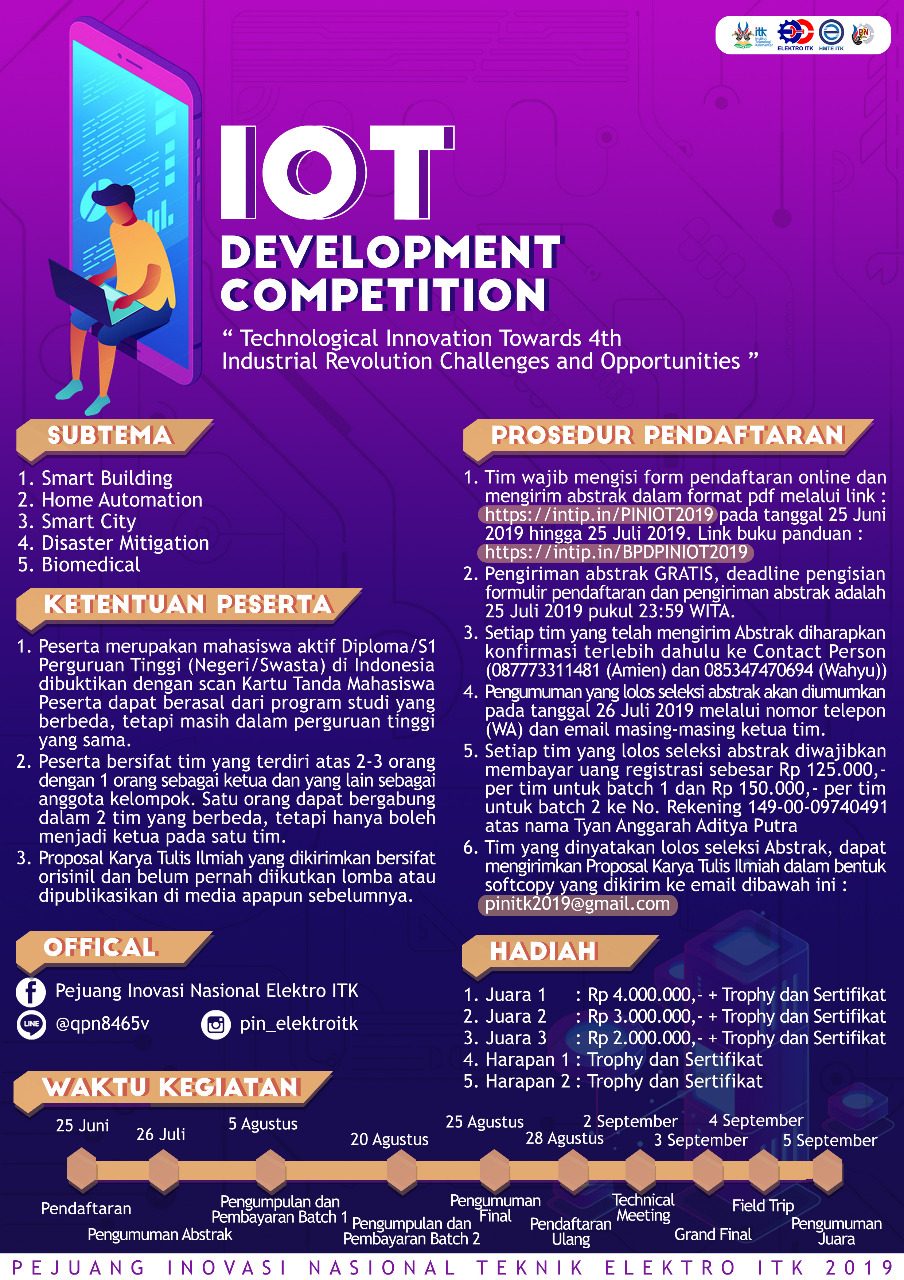 itk
ELEKTRO ITK
HMTE ITK
IOT
DEVELOPMENT
COMPETITION
“ Technological Innovation Towards 4th
Industrial Revolution Challenges and Opportunities ”
SUBTEMA
1. Smart Building
2. Home Automation
3. Smart City
4. Disaster Mitigation
5. Biomedical
KETENTUAN PESERTA
1. Peserta merupakan mahasiswa aktif Diploma/S1
Perguruan Tinggi (Negeri/Swasta) di Indonesia
dibuktikan dengan scan Kartu Tanda Mahasiswa
Peserta dapat berasal dari program studi yang
berbeda, tetapi masih dalam perguruan tinggi
yang sama.
2. Peserta bersifat tim yang terdiri atas 2-3 orang
dengan 1 orang sebagai ketua dan yang lain sebagai
anggota kelompok. Satu orang dapat bergabung
dalam 2 tim yang berbeda, tetapi hanya boleh
menjadi ketua pada satu tim.
3. Proposal Karya Tulis Ilmiah yang dikirimkan bersifat
orisinil dan belum pernah diikutkan lomba atau
dipublikasikan di media apapun sebelumnya.
OFFICAL
Pejuang Inovasi Nasional Elektro ITK
LINE @qpn8465v
pin_elektroitk
PROSEDUR PENDAFTARAN
1. Tim wajib mengisi form pendaftaran online dan
mengirim abstrak dalam format pdf melalui link :
https://intip.in/PINIOT2019 pada tanggal 25 Juni
2019 hingga 25 Juli 2019. Link buku panduan :
https://intip.in/BPDPINIOT2019
2. Pengiriman abstrak GRATIS, deadline pengisian
formulir pendaftaran dan pengiriman abstrak adalah
25 Juli 2019 pukul 23:59 WITA.
3. Setiap tim yang telah mengirim Abstrak diharapkan
konfirmasi terlebih dahulu ke Contact Person
(087773311481 (Amien) dan 085347470694 (Wahyu))
4. Pengumuman yang lolos seleksi abstrak akan diumumkan
pada tanggal 26 Juli 2019 melalui nomor telepon
(WA) dan email masing-masing ketua tim.
5. Setiap tim yang lolos seleksi abstrak diwajibkan
membayar uang registrasi sebesar Rp 125.000,-
per tim untuk batch 1 dan Rp 150.000,- per tim
untuk batch 2 ke No. Rekening 149-00-09740491
atas nama Tyan Anggarah Aditya Putra
6. Tim yang dinyatakan lolos seleksi Abstrak, dapat
mengirimkan Proposal Karya Tulis Ilmiah dalam bentuk
softcopy yang dikirim ke email dibawah ini :
pinitk2019@gmail.com
HADIAH
1. Juara 1 : Rp 4.000.000,- + Trophy dan Sertifikat
2. Juara 2 : Rp 3.000.000,- + Trophy dan Sertifikat
3. Juara 3 : Rp 2.000.000,- + Trophy dan Sertifikat
4. Harapan 1 : Trophy dan Sertifikat
5. Harapan 2 : Trophy dan Sertifikat
WAKTU KEGIATAN
25 Juni
Pendaftaran
26 Juli
Pengumuman Abstrak
5 Agustus
Pengumpulan dan
Pembayaran Batch 1
20 Agustus
Pengumpulan dan
Pembayaran Batch 2
25 Agustus
Pengumuman
Final
28 Agustus
Pendaftaran
Ulang
2 September
Technical
Meeting
3 September
Grand Final
4 September
Field Trip
5 September
Pengumuman
Juara
PEJUANG INOVASI NASIONAL TEKNIK ELEKTRO ITK 2019